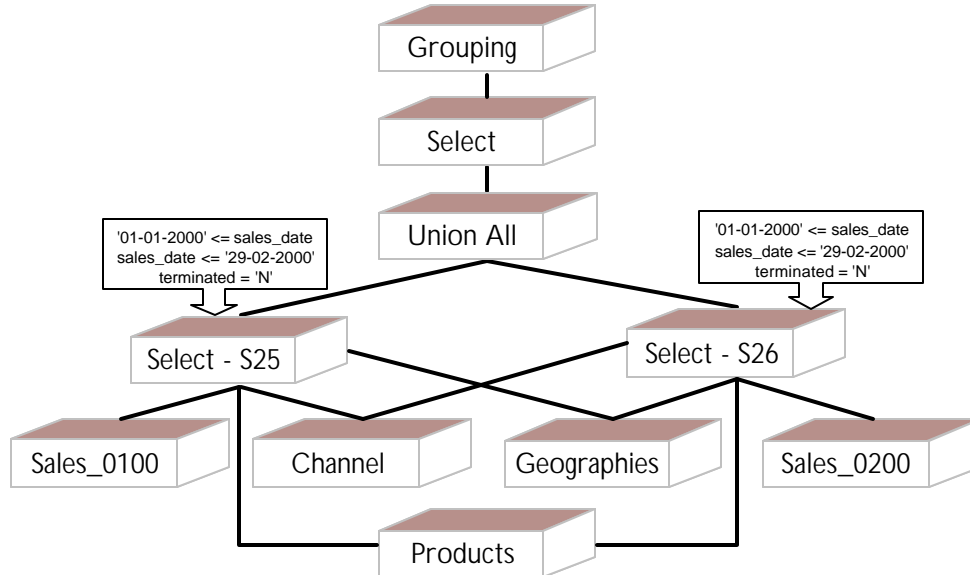 Grouping
Select
Union All
'01-01-2000' <= sales_date
sales_date <= '29-02-2000'
terminated = 'N'
'01-01-2000' <= sales_date
sales_date <= '29-02-2000'
terminated = 'N'
Select - S25
Select - S26
Sales_0100
Channel
Geographies
Sales_0200
Products